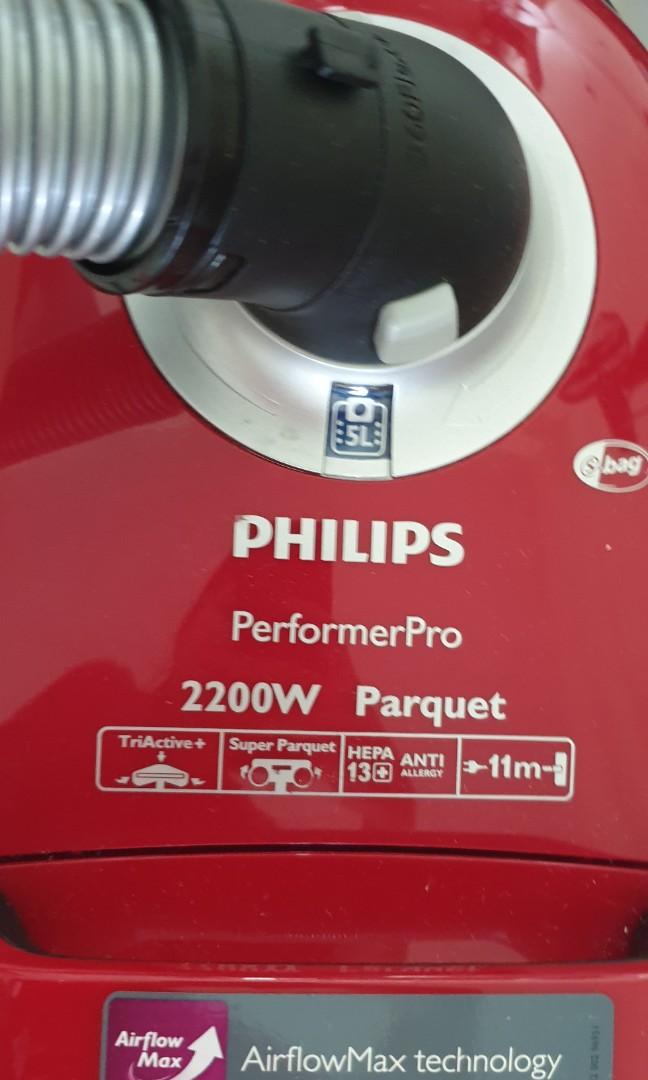 5L
s-bag
PHILIPS
PerformerPro
2200W Parquet
TriActive+
Super Parquet
HEPA 13
ANTI
ALLERGY
11m
Airflow
Max
AirflowMax technology